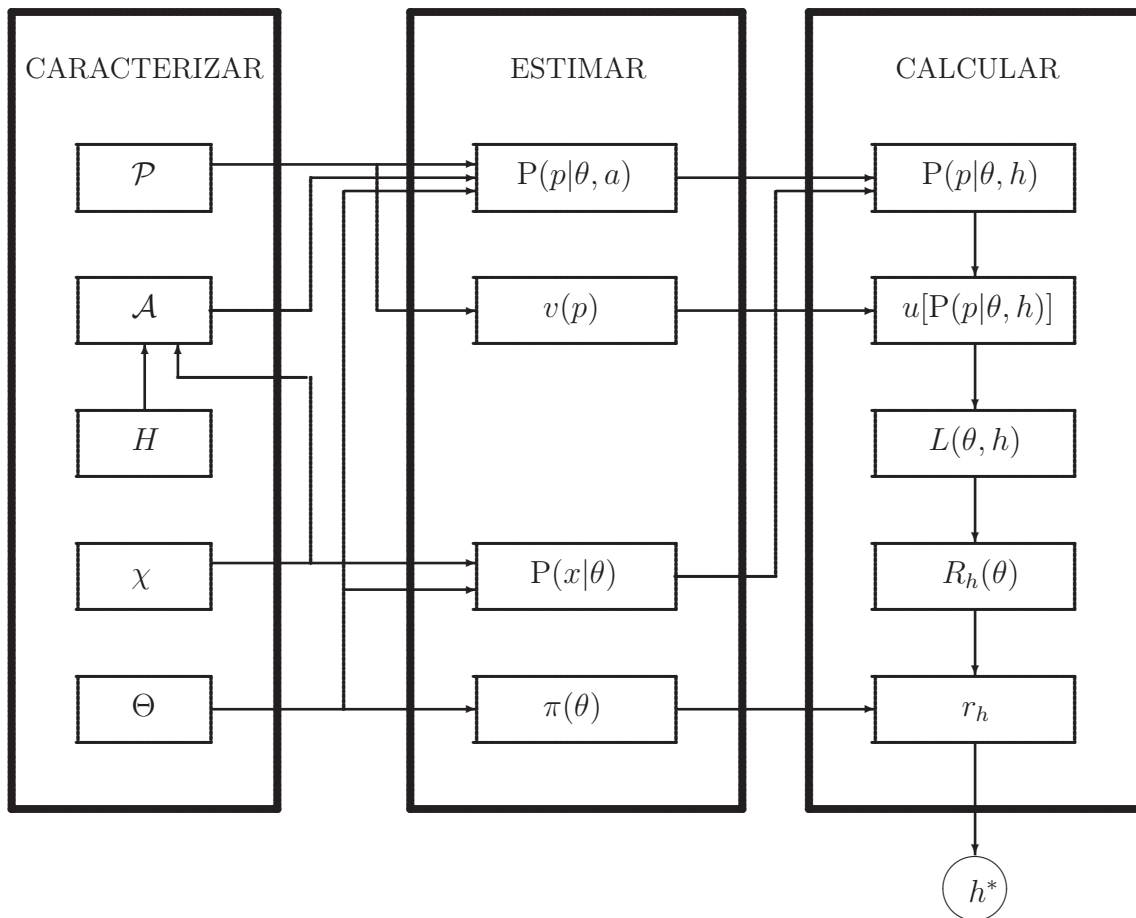 CARACTERIZAR ESTIMAR CALCULAR
𝒫 P(p|θ, a) P(p|θ, h)
𝒜 v(p) u[P(p|θ, h)]
H L(θ, h)
χ P(x|θ) R_h(θ)
Θ π(θ) r_h
h*